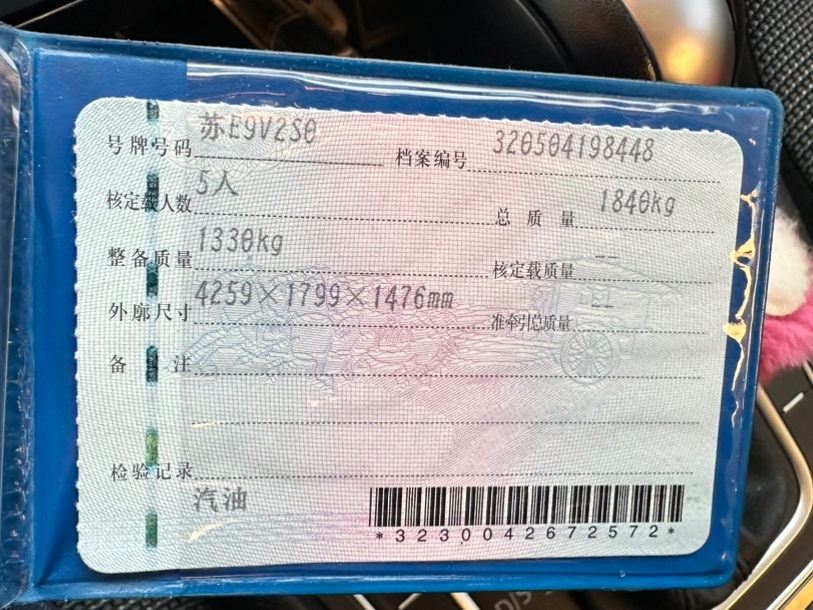 号牌号码 苏E9V2S0 档案编号 320504198448
核定载人数 5人 总质量 1840kg
整备质量 1330kg 核定载质量 --
外廓尺寸 4259×1799×1476mm 准牵引总质量 --
备注
检验记录
汽油
*3230042672572*